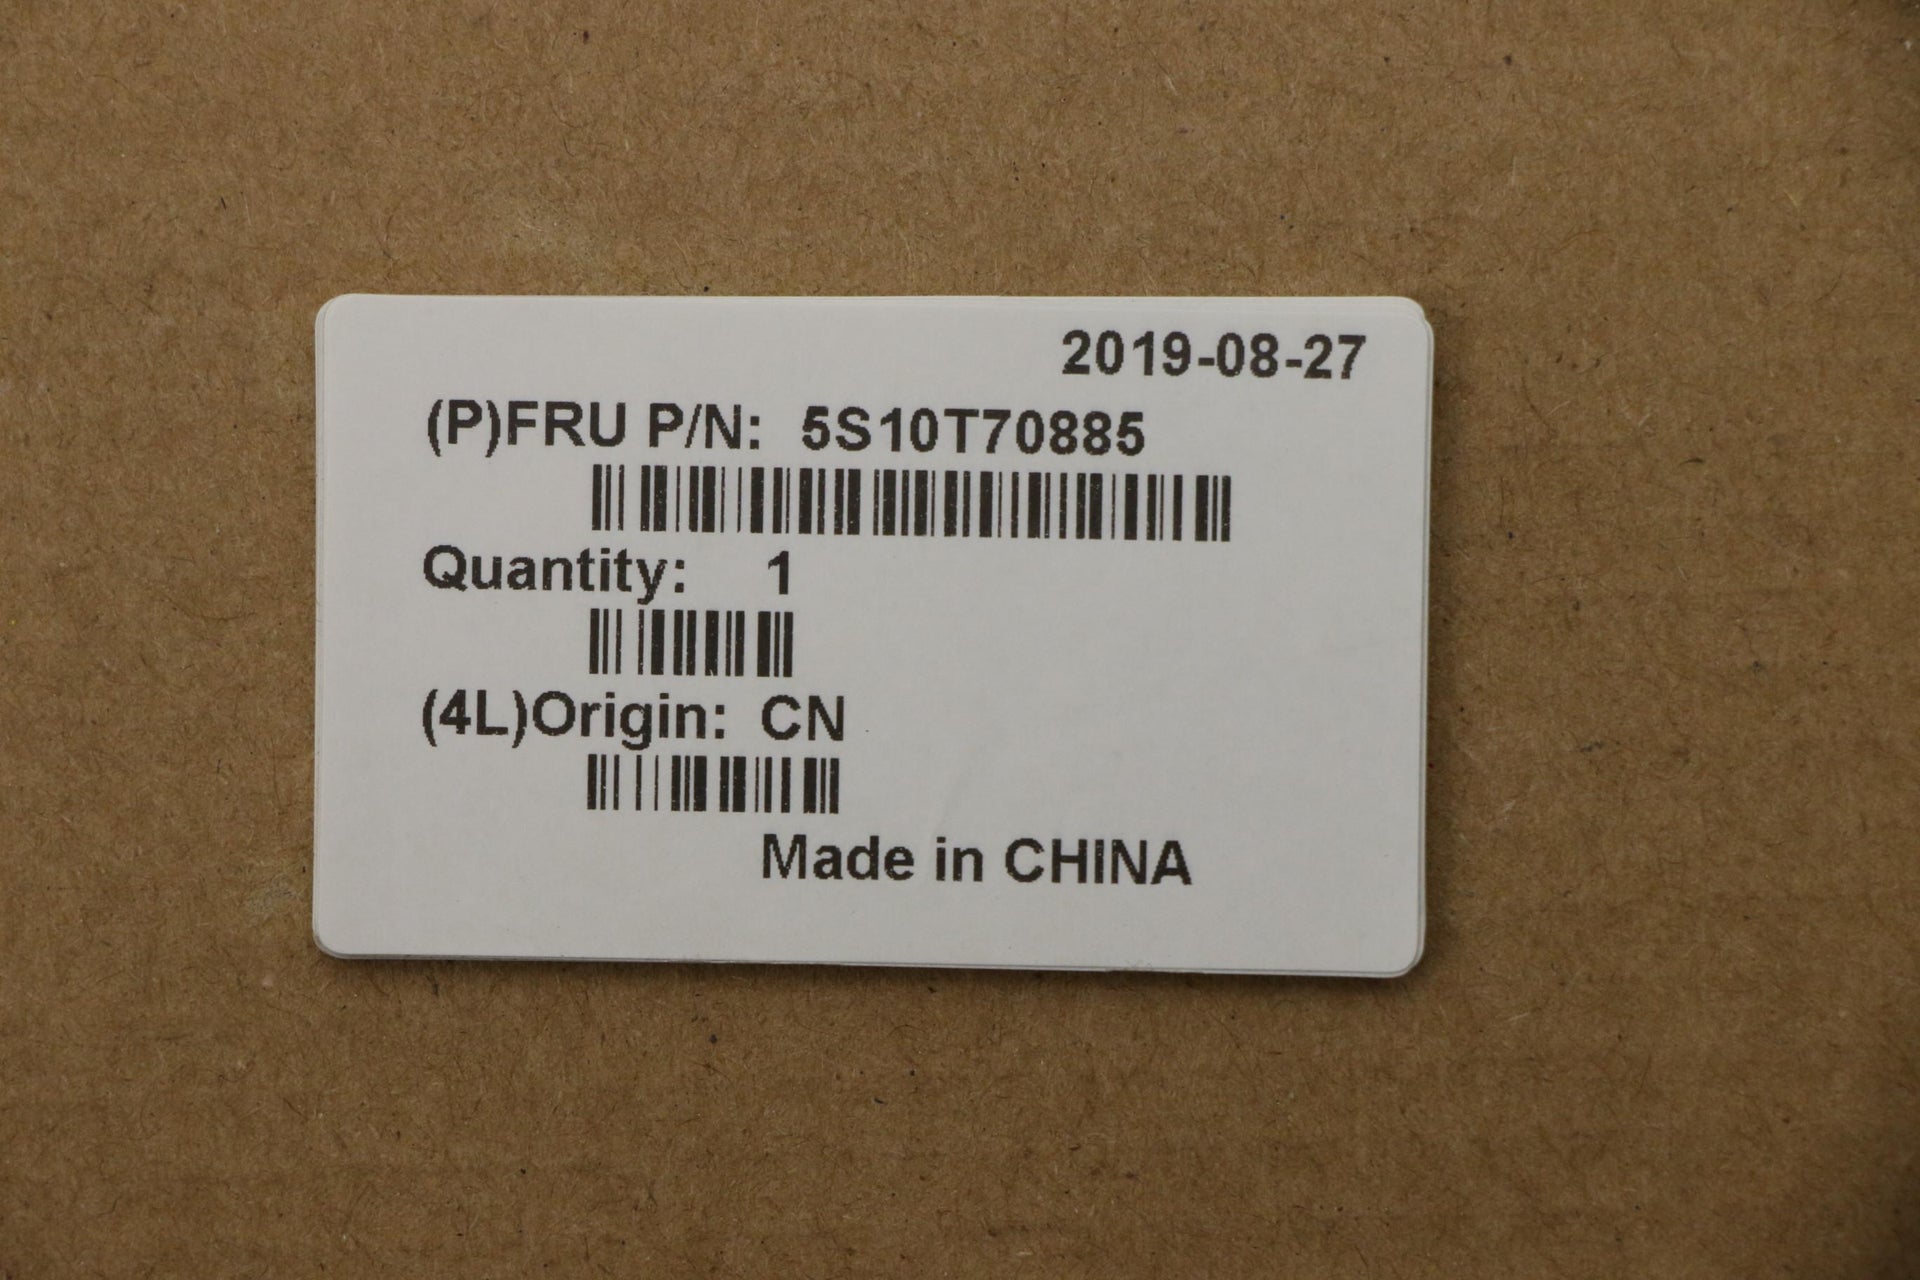 2019-08-27
(P)FRU P/N: 5S10T70885
Quantity: 1
(4L)Origin: CN
Made in CHINA